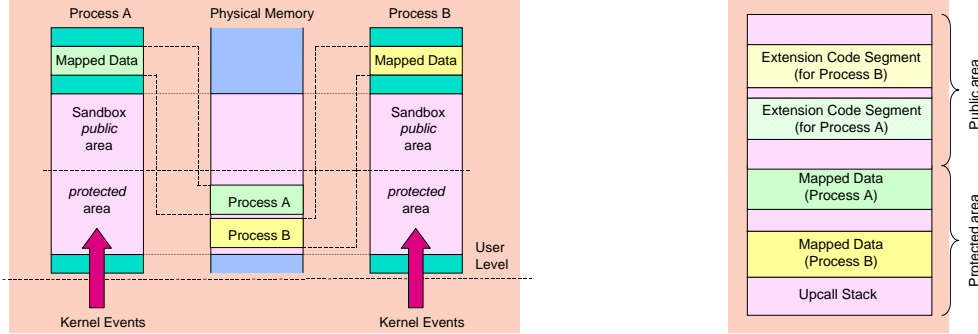 Process A
Physical Memory
Process B
Mapped Data
Mapped Data
Sandbox
public
area
Sandbox
public
area
protected
area
Process A
Process B
protected
area
User
Level
Kernel Events
Kernel Events
Extension Code Segment
(for Process B)
Extension Code Segment
(for Process A)
Mapped Data
(Process A)
Mapped Data
(Process B)
Upcall Stack
Public area
Protected area